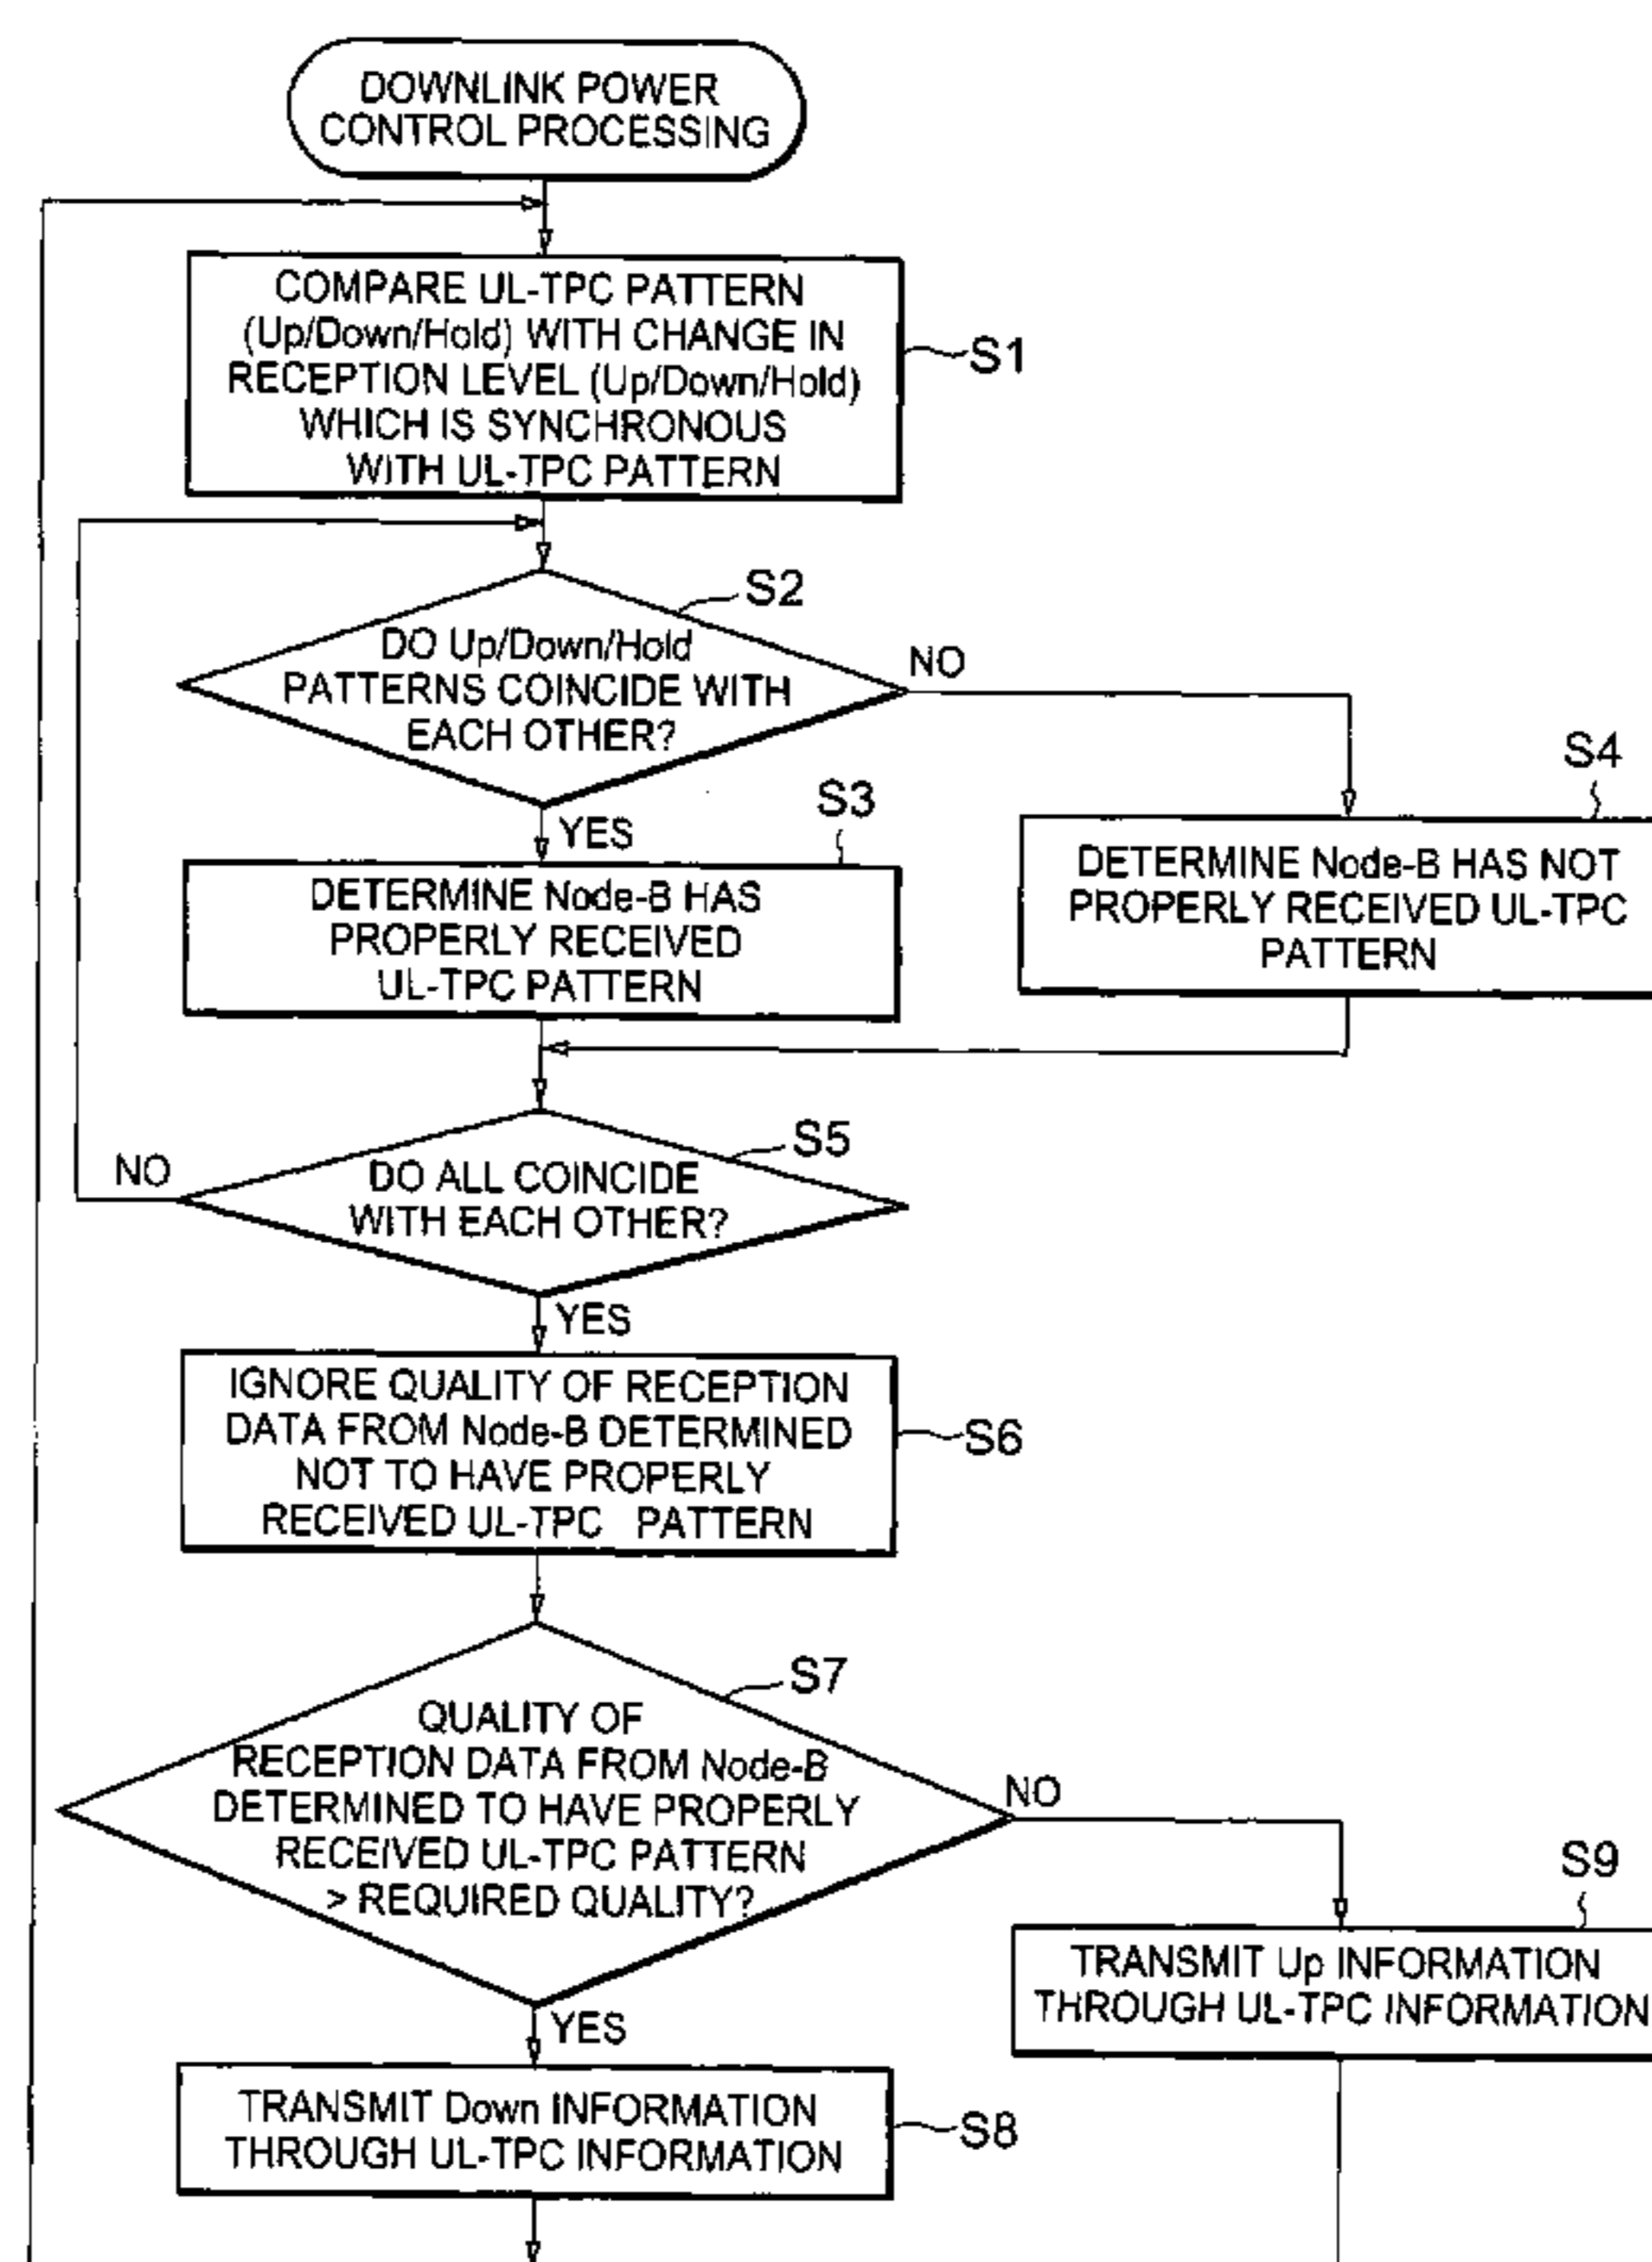 DOWNLINK POWER
CONTROL PROCESSING
COMPARE UL-TPC PATTERN
(Up/Down/Hold) WITH CHANGE IN
RECEPTION LEVEL (Up/Down/Hold)
WHICH IS SYNCHRONOUS
WITH UL-TPC PATTERN
S1
S2
DO Up/Down/Hold
PATTERNS COINCIDE WITH
EACH OTHER?
NO
YES
S3
DETERMINE Node-B HAS
PROPERLY RECEIVED
UL-TPC PATTERN
S4
DETERMINE Node-B HAS NOT
PROPERLY RECEIVED UL-TPC
PATTERN
S5
NO
DO ALL COINCIDE
WITH EACH OTHER?
YES
IGNORE QUALITY OF RECEPTION
DATA FROM Node-B DETERMINED
NOT TO HAVE PROPERLY
RECEIVED UL-TPC PATTERN
S6
S7
QUALITY OF
RECEPTION DATA FROM Node-B
DETERMINED TO HAVE PROPERLY
RECEIVED UL-TPC PATTERN
> REQUIRED QUALITY?
NO
YES
S9
TRANSMIT Up INFORMATION
THROUGH UL-TPC INFORMATION
TRANSMIT Down INFORMATION
THROUGH UL-TPC INFORMATION
S8